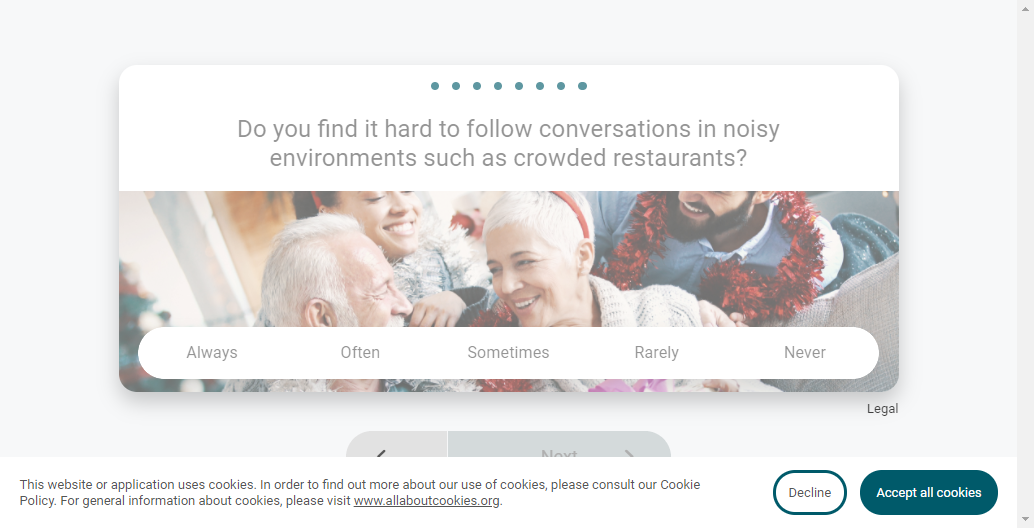 Do you find it hard to follow conversations in noisy
environments such as crowded restaurants?
Always Often Sometimes Rarely Never
Legal
Next
This website or application uses cookies. In order to find out more about our use of cookies, please consult our Cookie
Policy. For general information about cookies, please visit www.allaboutcookies.org.
Decline
Accept all cookies